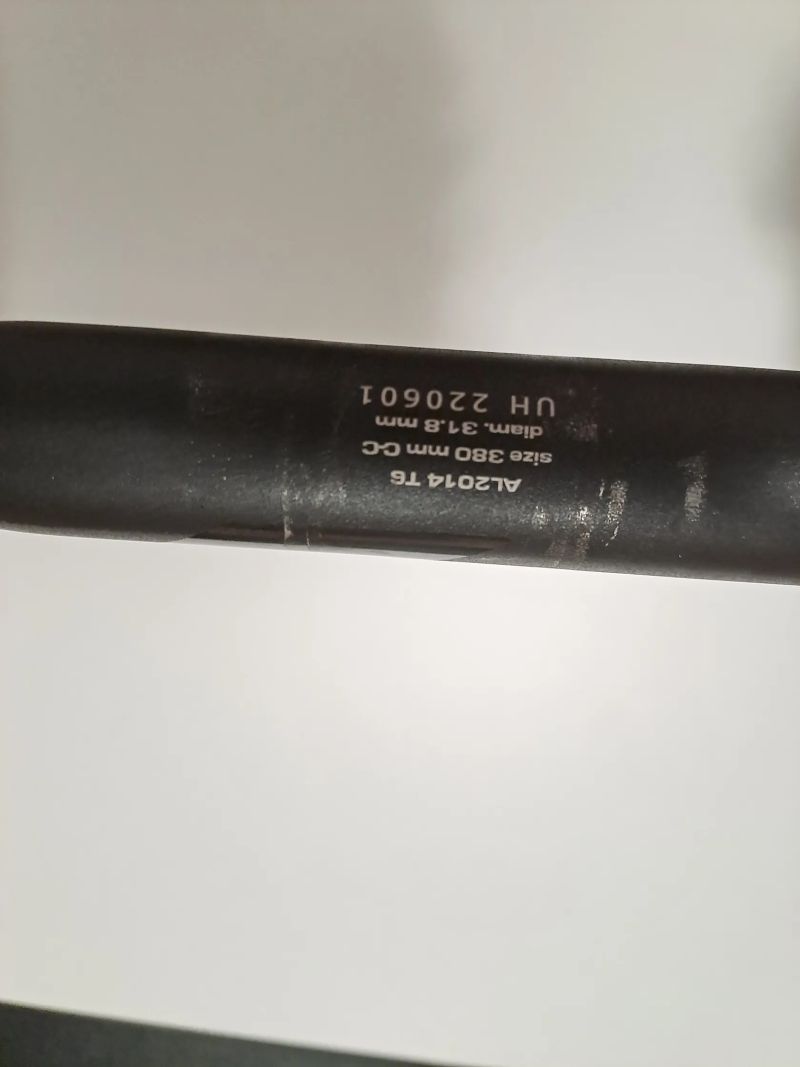 AL2014 T6
size 380 mm C-C
diam. 31.8 mm
UH 220601